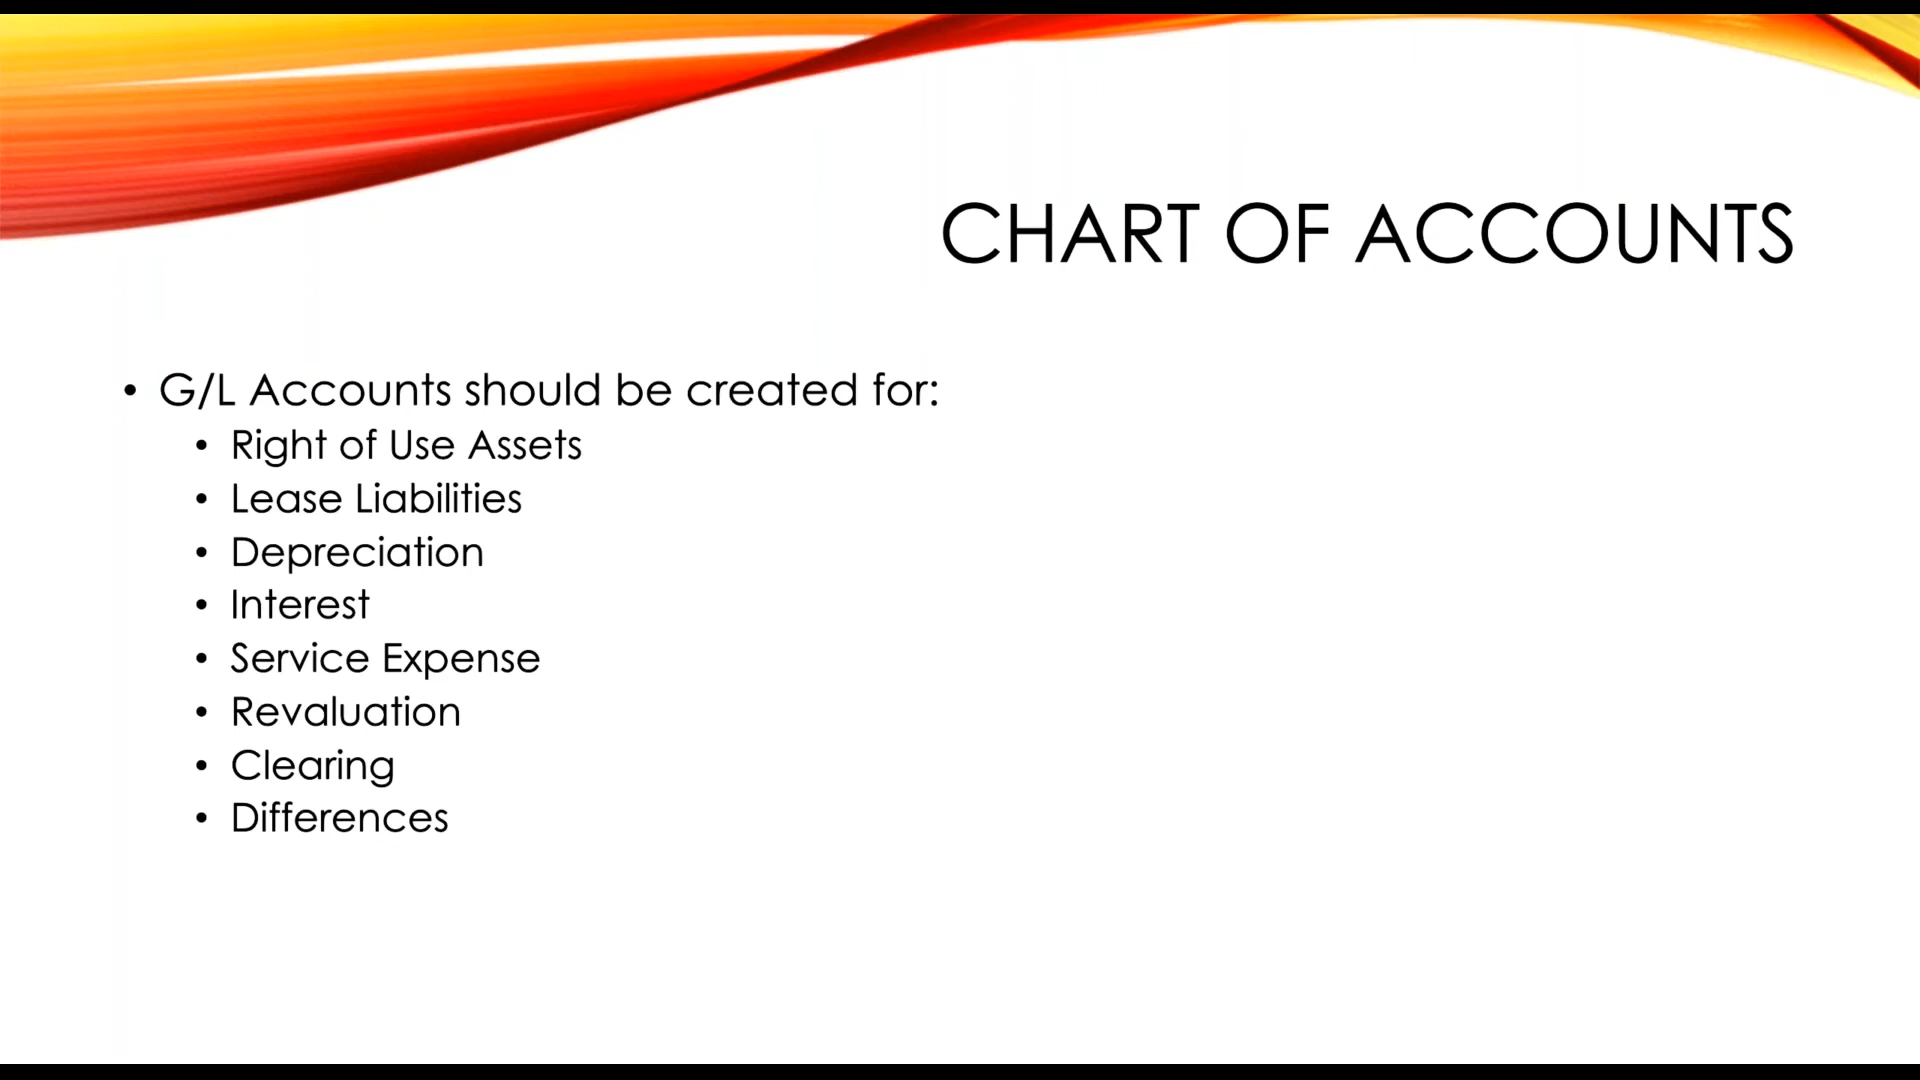 CHART OF ACCOUNTS
• G/L Accounts should be created for:
• Right of Use Assets
• Lease Liabilities
• Depreciation
• Interest
• Service Expense
• Revaluation
• Clearing
• Differences